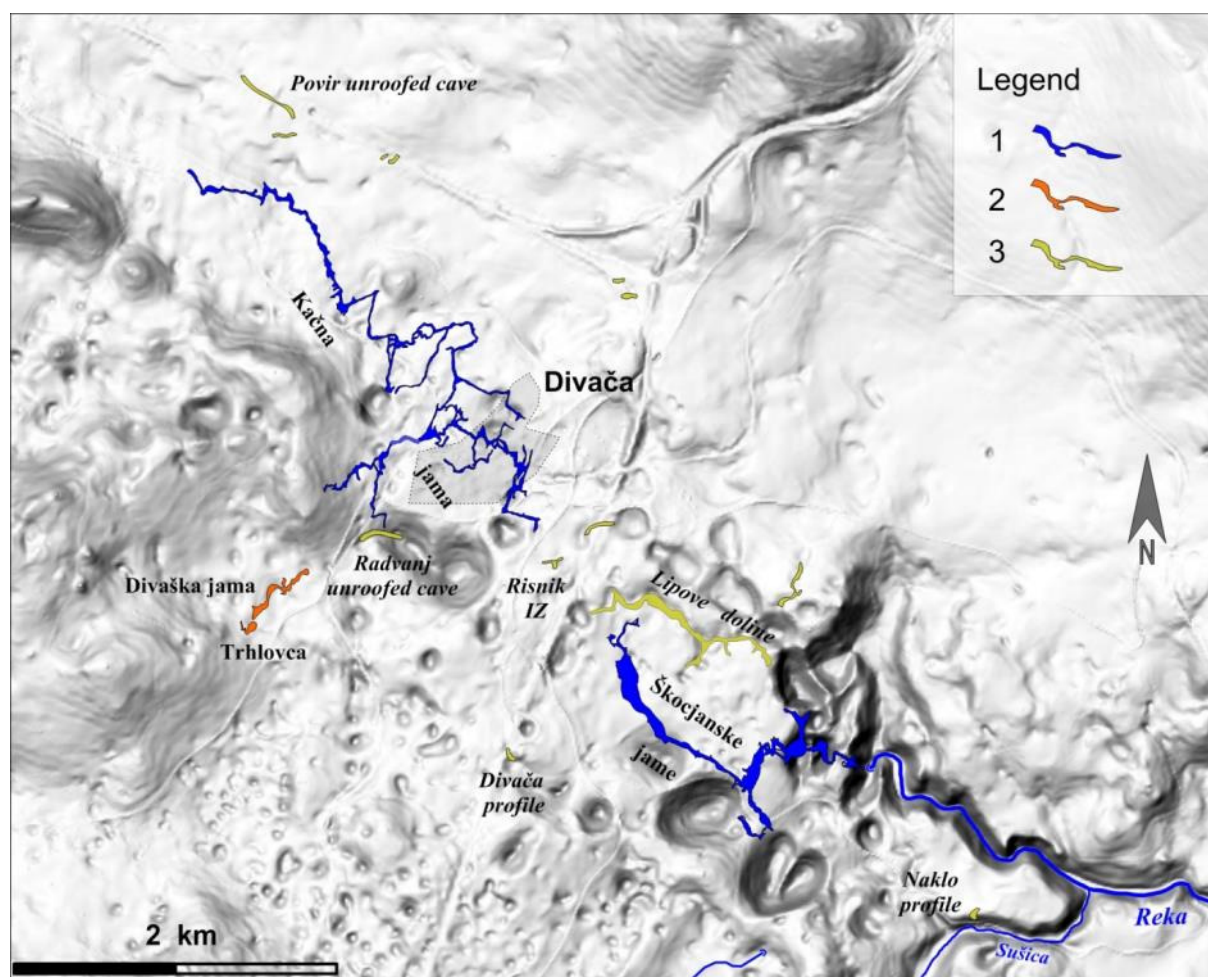 Povir unroofed cave
Legend
1
2
3
Kačna
Divača
jama
Radvanj
unroofed cave
Divaška jama
Trhlovca
Risnik
IZ
Lipove doline
Škocjanske
jame
Divača
profile
Naklo
profile
Reka
Sušica
N
2 km